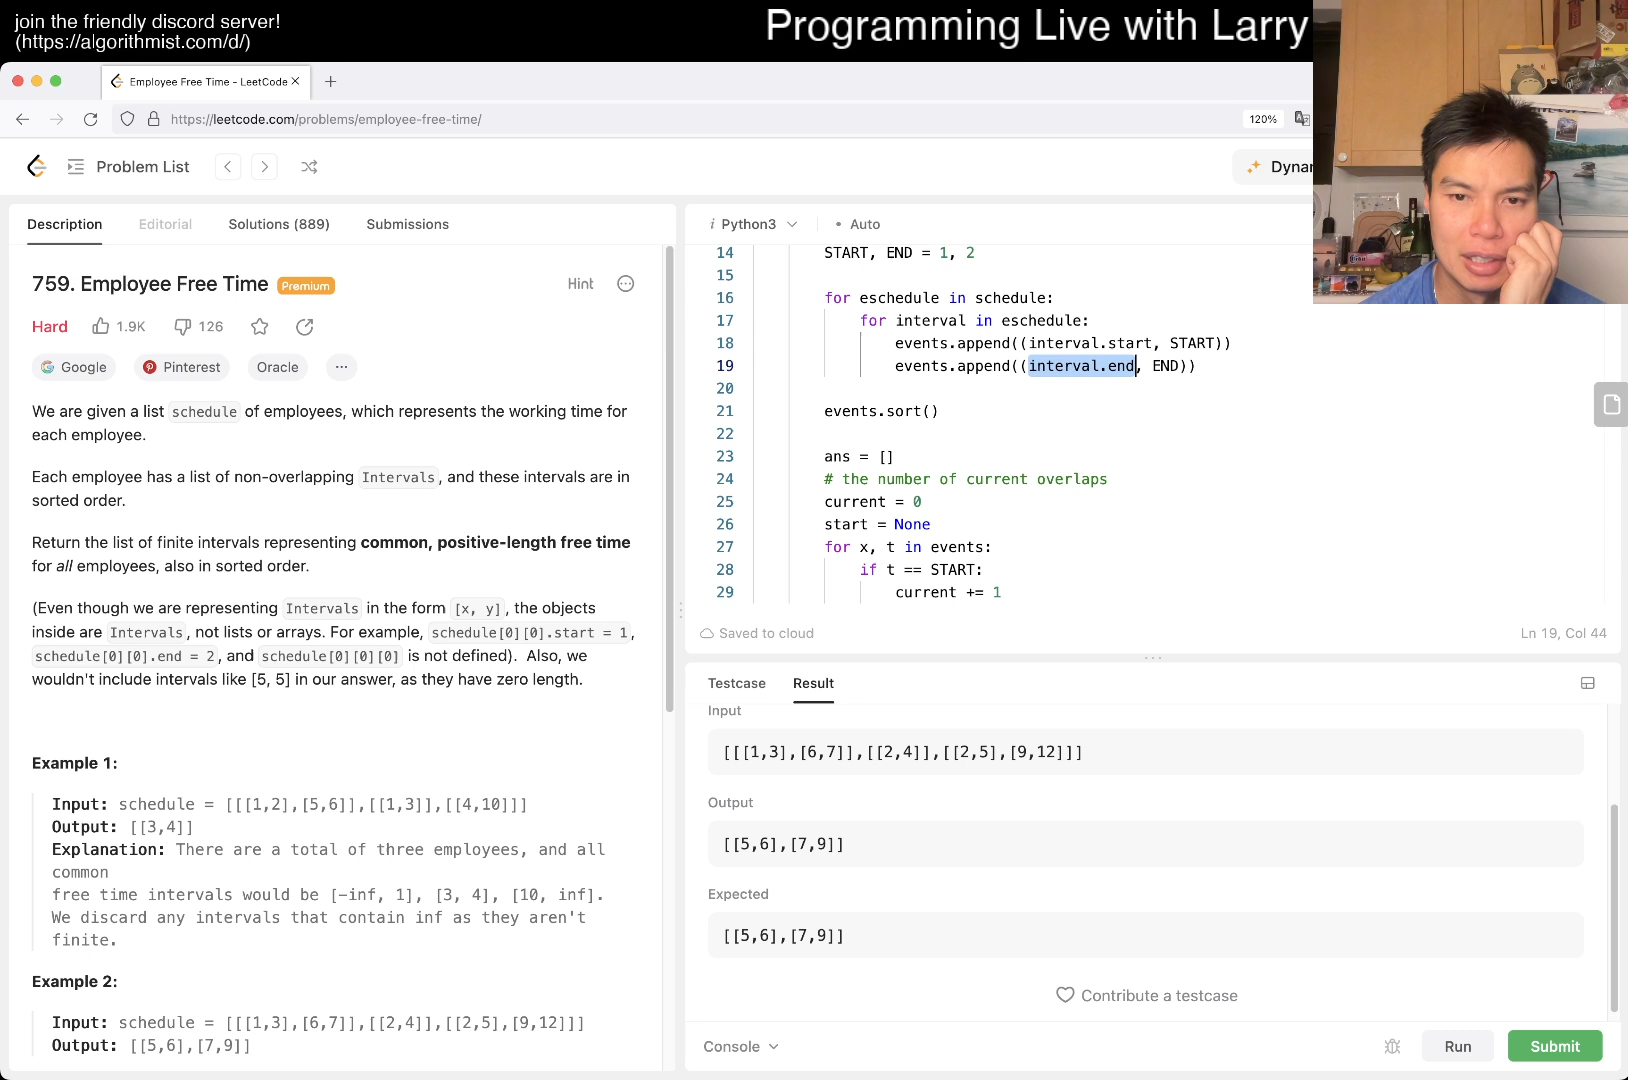 join the friendly discord server!
(https://algorithmist.com/d/)
Programming Live with Larry
Employee Free Time - LeetCode
https://leetcode.com/problems/employee-free-time/
120%
Problem List
Dynar
Description
Editorial
Solutions (889)
Submissions
759. Employee Free Time
Premium
Hint
Hard
1.9K
126
Google
Pinterest
Oracle
We are given a list schedule of employees, which represents the working time for
each employee.
Each employee has a list of non-overlapping Intervals, and these intervals are in
sorted order.
Return the list of finite intervals representing common, positive-length free time
for all employees, also in sorted order.
(Even though we are representing Intervals in the form [x, y], the objects
inside are Intervals, not lists or arrays. For example, schedule[0][0].start = 1,
schedule[0][0].end = 2, and schedule[0][0][0] is not defined).  Also, we
wouldn't include intervals like [5, 5] in our answer, as they have zero length.
Example 1:
Input: schedule = [[[1,2],[5,6]],[[1,3]],[[4,10]]]
Output: [[3,4]]
Explanation: There are a total of three employees, and all
common
free time intervals would be [-inf, 1], [3, 4], [10, inf].
We discard any intervals that contain inf as they aren't
finite.
Example 2:
Input: schedule = [[[1,3],[6,7]],[[2,4]],[[2,5],[9,12]]]
Output: [[5,6],[7,9]]
i Python3
• Auto
14 START, END = 1, 2
15
16 for eschedule in schedule:
17 for interval in eschedule:
18 events.append((interval.start, START))
19 events.append((interval.end, END))
20
21 events.sort()
22
23 ans = []
24 # the number of current overlaps
25 current = 0
26 start = None
27 for x, t in events:
28 if t == START:
29 current += 1
Saved to cloud
Ln 19, Col 44
Testcase
Result
Input
[[[1,3],[6,7]],[[2,4]],[[2,5],[9,12]]]
Output
[[5,6],[7,9]]
Expected
[[5,6],[7,9]]
Contribute a testcase
Console
Run
Submit